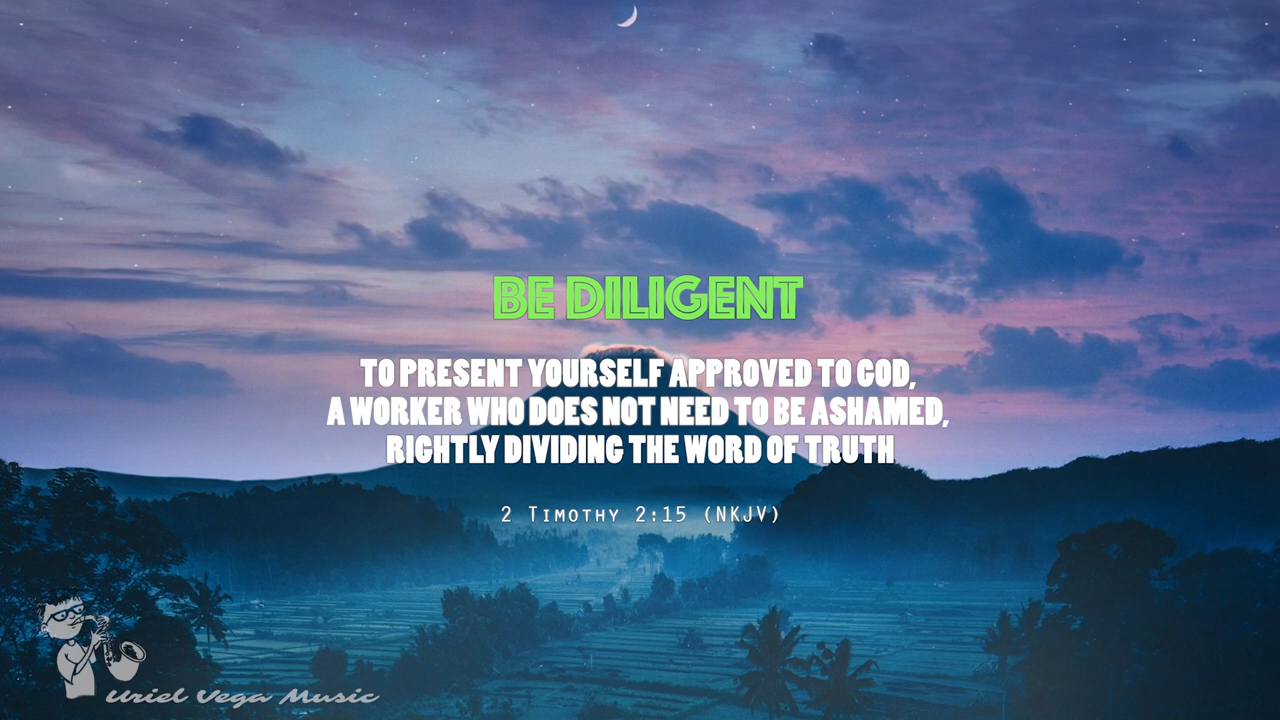 BE DILIGENT
TO PRESENT YOURSELF APPROVED TO GOD,
A WORKER WHO DOES NOT NEED TO BE ASHAMED,
RIGHTLY DIVIDING THE WORD OF TRUTH
2 Timothy 2:15 (NKJV)
Uriel Vega Music